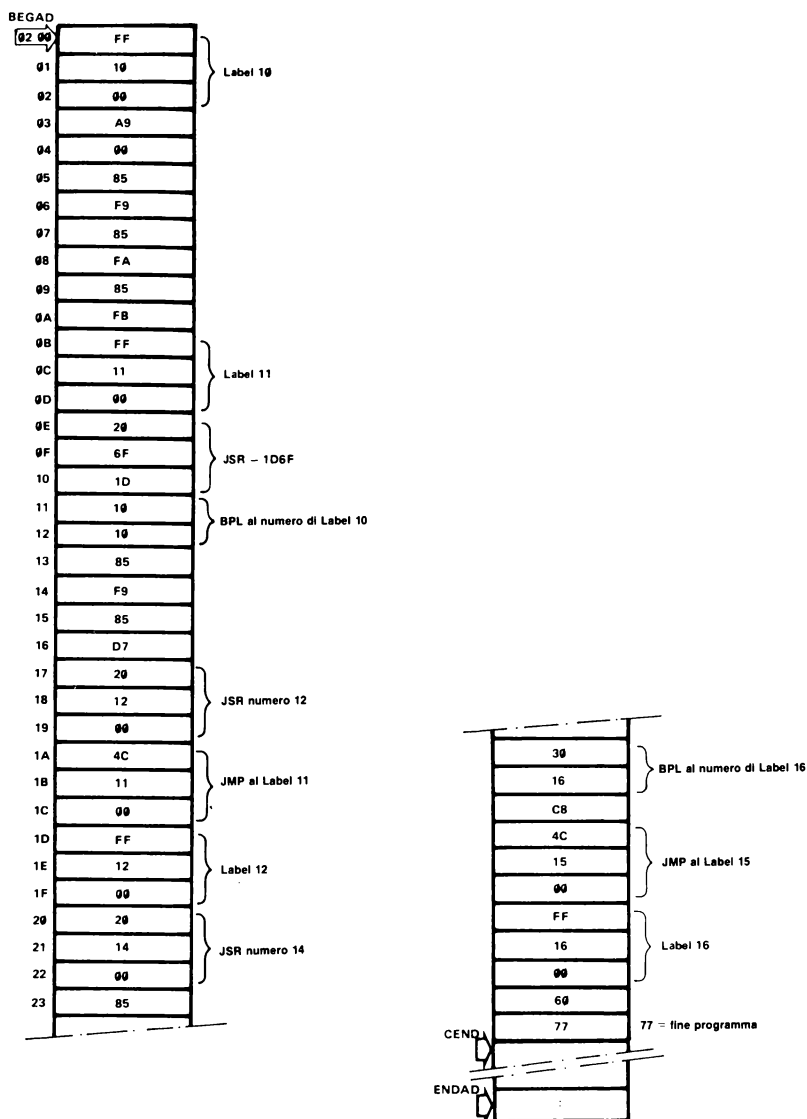 BEGAD
02 00 FF
01 10 Label 10
02 00
03 A9
04 00
05 85
06 F9
07 85
08 FA
09 85
0A FB
0B FF
0C 11 Label 11
0D 00
0E 20
0F 6F JSR – 1D6F
10 1D
11 10 BPL al numero di Label 10
12 10
13 85
14 F9
15 85
16 D7
17 20
18 12 JSR numero 12
19 00
1A 4C
1B 11 JMP al Label 11
1C 00
1D FF
1E 12 Label 12
1F 00
20 20
21 14 JSR numero 14
22 00
23 85
30 BPL al numero di Label 16
16
C8
4C
15 JMP al Label 15
00
FF
16 Label 16
00
60
77 77 = fine programma
CEND
ENDAD